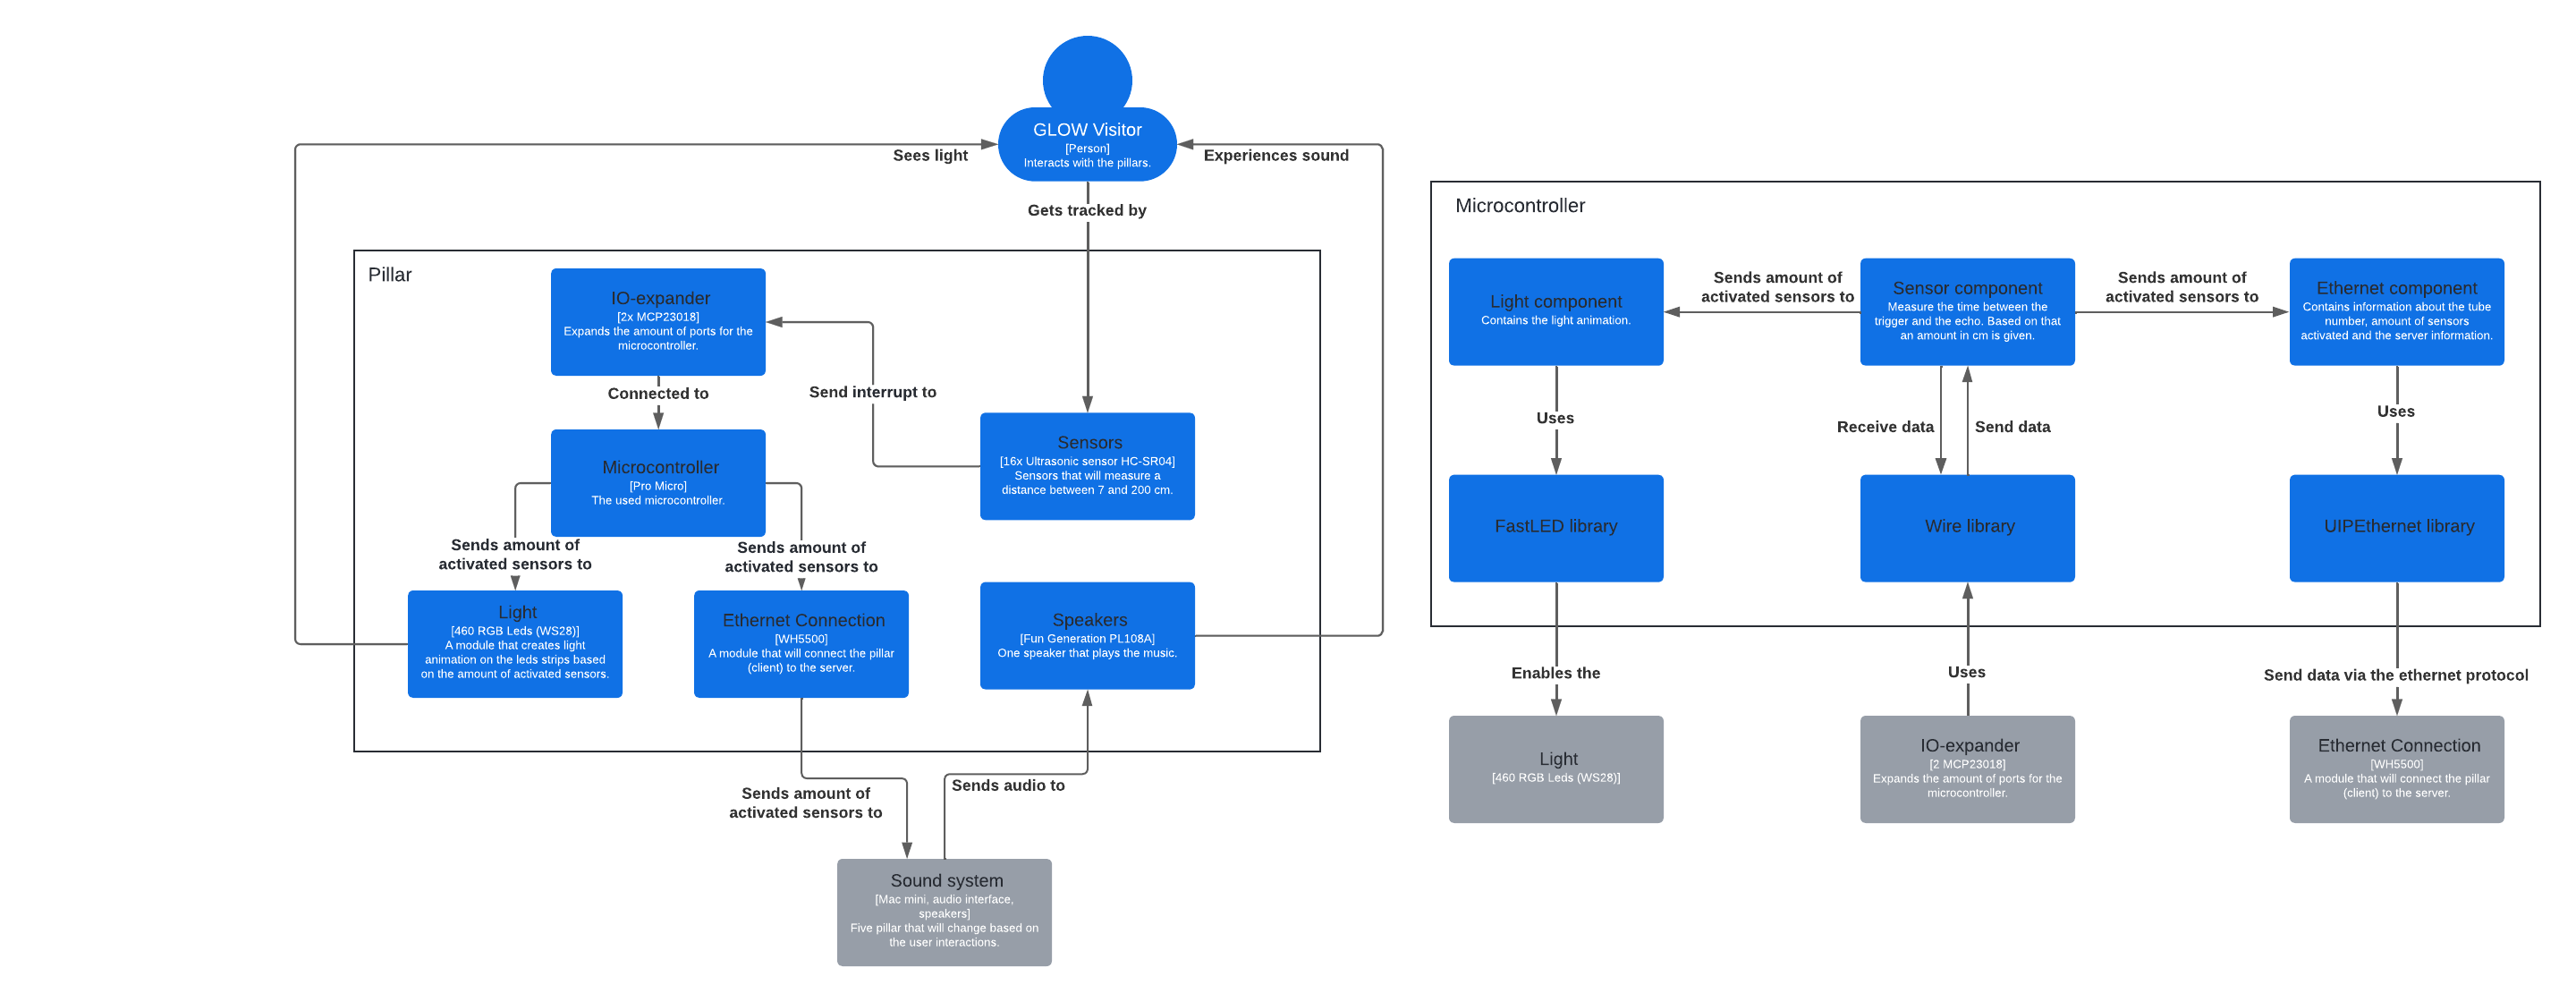 GLOW Visitor
[Person]
Interacts with the pillars.
Sees light
Experiences sound
Gets tracked by
Pillar
IO-expander
[2x MCP23018]
Expands the amount of ports for the
microcontroller.
Connected to
Send interrupt to
Microcontroller
[Pro Micro]
The used microcontroller.
Sensors
[16x Ultrasonic sensor HC-SR04]
Sensors that will measure a
distance between 7 and 200 cm.
Sends amount of
activated sensors to
Sends amount of
activated sensors to
Light
[460 RGB Leds (WS28)]
A module that creates light
animation on the leds strips based
on the amount of activated sensors.
Ethernet Connection
[WH5500]
A module that will connect the pillar
(client) to the server.
Speakers
[Fun Generation PL108A]
One speaker that plays the music.
Sends amount of
activated sensors to
Sends audio to
Sound system
[Mac mini, audio interface,
speakers]
Five pillar that will change based on
the user interactions.
Microcontroller
Light component
Contains the light animation.
Sends amount of
activated sensors to
Sensor component
Measure the time between the
trigger and the echo. Based on that
an amount in cm is given.
Sends amount of
activated sensors to
Ethernet component
Contains information about the tube
number, amount of sensors
activated and the server information.
Uses
Receive data
Send data
Uses
FastLED library
Wire library
UIPEthernet library
Enables the
Uses
Send data via the ethernet protocol
Light
[460 RGB Leds (WS28)]
IO-expander
[2 MCP23018]
Expands the amount of ports for the
microcontroller.
Ethernet Connection
[WH5500]
A module that will connect the pillar
(client) to the server.